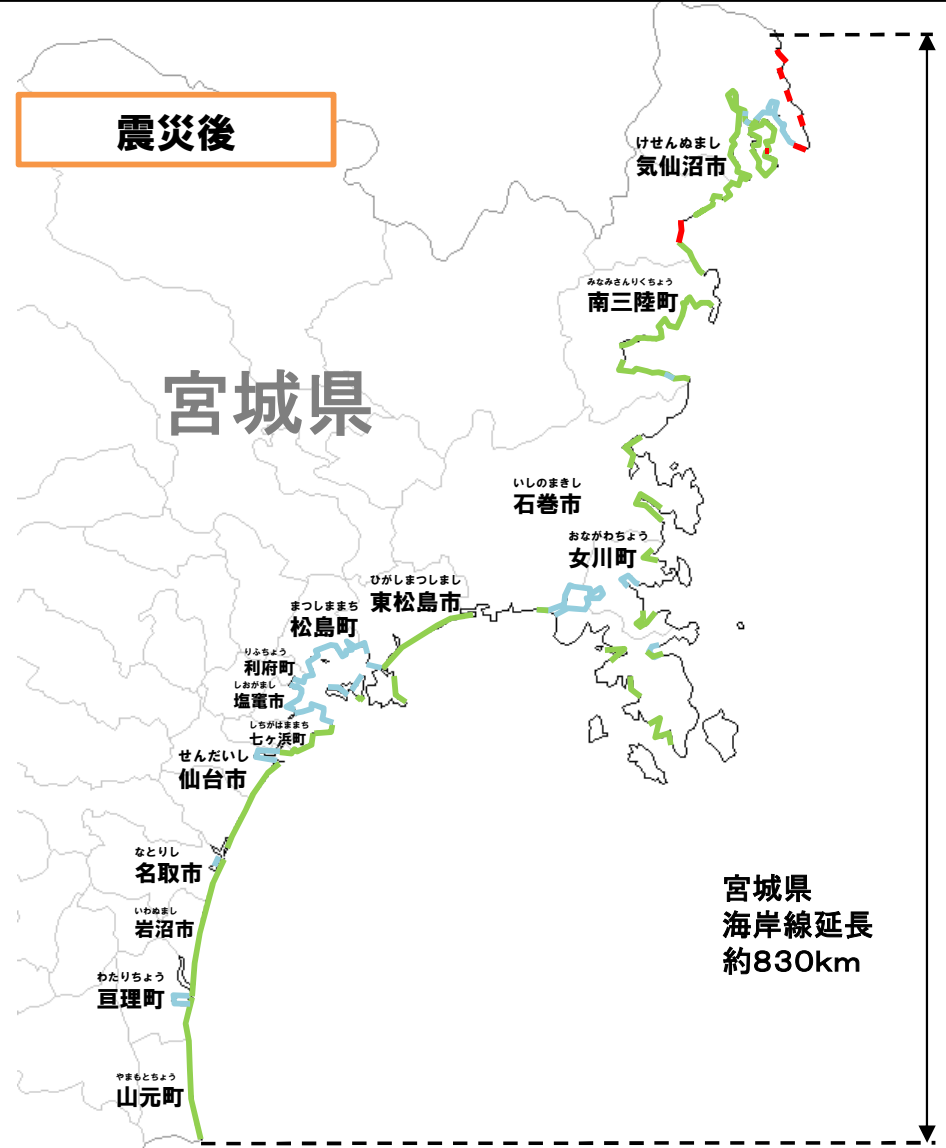 震災後
けせんぬまし
気仙沼市
みなみさんりくちょう
南三陸町
宮城県
いしのまきし
石巻市
おながわちょう
女川町
ひがしまつしまし
東松島市
まつしままち
松島町
りふちょう
利府町
しおがまし
塩竈市
しちがはままち
七ヶ浜町
せんだいし
仙台市
なとりし
名取市
いわぬまし
岩沼市
わたりちょう
亘理町
やまもとちょう
山元町
宮城県
海岸線延長
約830km